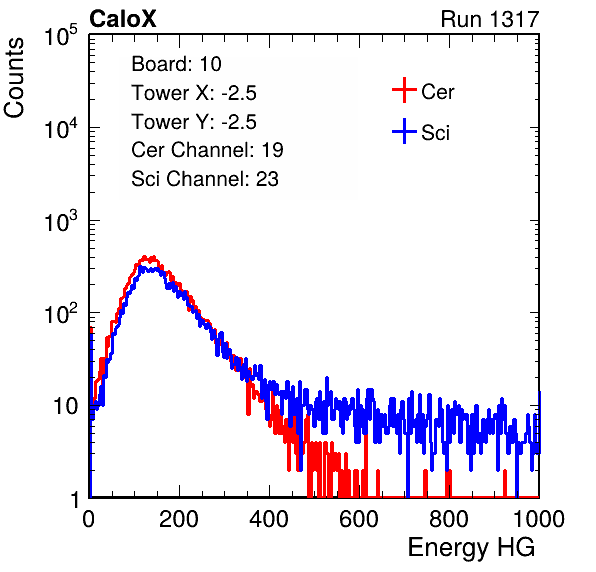 CaloX Run 1317
Counts
10^5
10^4
10^3
10^2
10
1
Board: 10
Tower X: -2.5
Tower Y: -2.5
Cer Channel: 19
Sci Channel: 23
Cer
Sci
0 200 400 600 800 1000
Energy HG